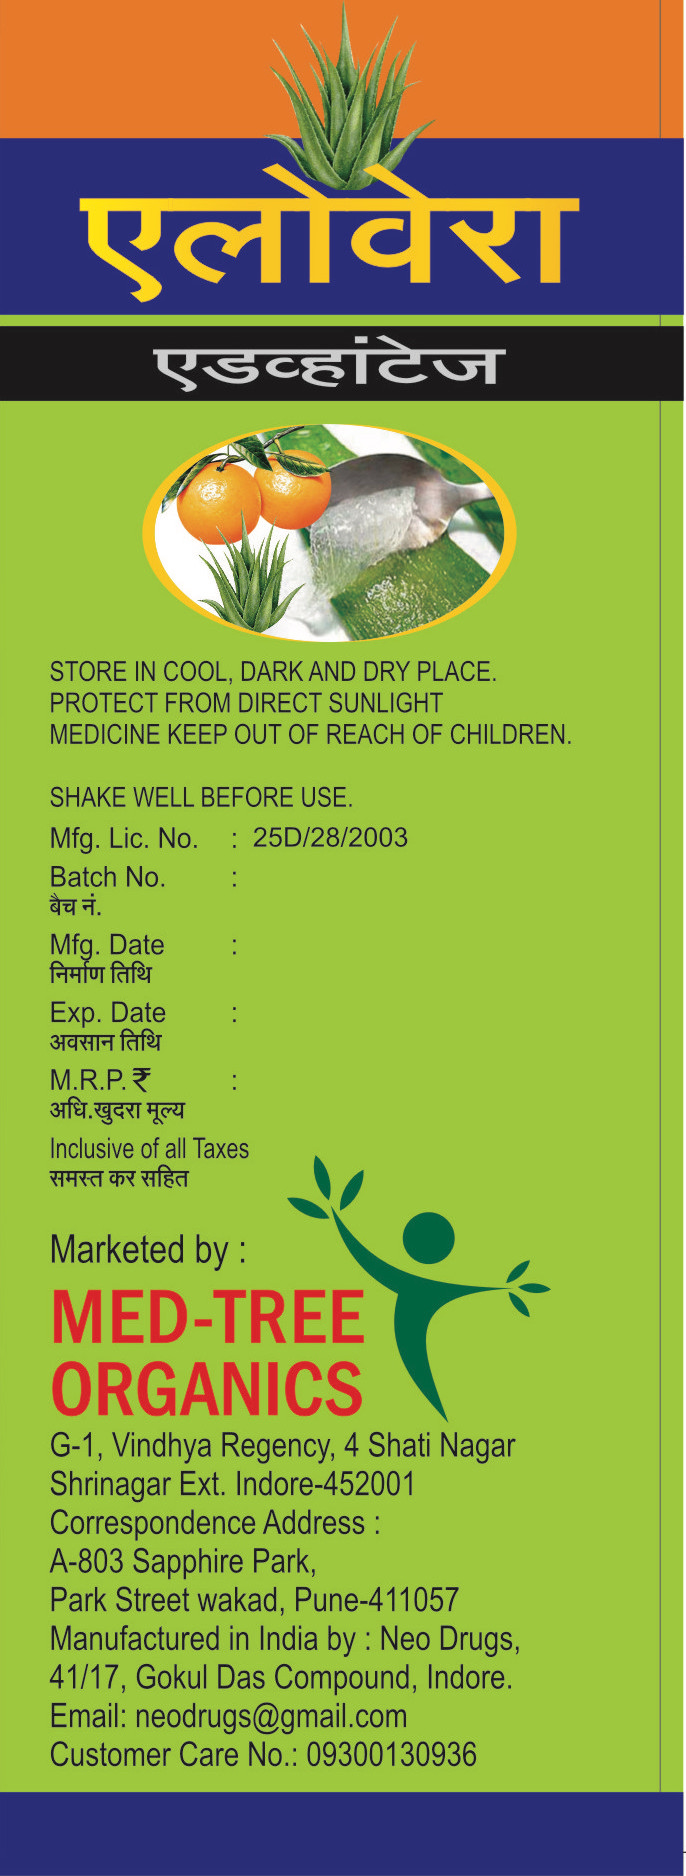 एलोवेरा
एडव्हांटेज
STORE IN COOL, DARK AND DRY PLACE.
PROTECT FROM DIRECT SUNLIGHT
MEDICINE KEEP OUT OF REACH OF CHILDREN.
SHAKE WELL BEFORE USE.
Mfg. Lic. No. : 25D/28/2003
Batch No. :
बैच नं.
Mfg. Date :
निर्माण तिथि
Exp. Date :
अवसान तिथि
M.R.P. ₹ :
अधि.खुदरा मूल्य
Inclusive of all Taxes
समस्त कर सहित
Marketed by :
MED-TREE
ORGANICS
G-1, Vindhya Regency, 4 Shati Nagar
Shrinagar Ext. Indore-452001
Correspondence Address :
A-803 Sapphire Park,
Park Street wakad, Pune-411057
Manufactured in India by : Neo Drugs,
41/17, Gokul Das Compound, Indore.
Email: neodrugs@gmail.com
Customer Care No.: 09300130936